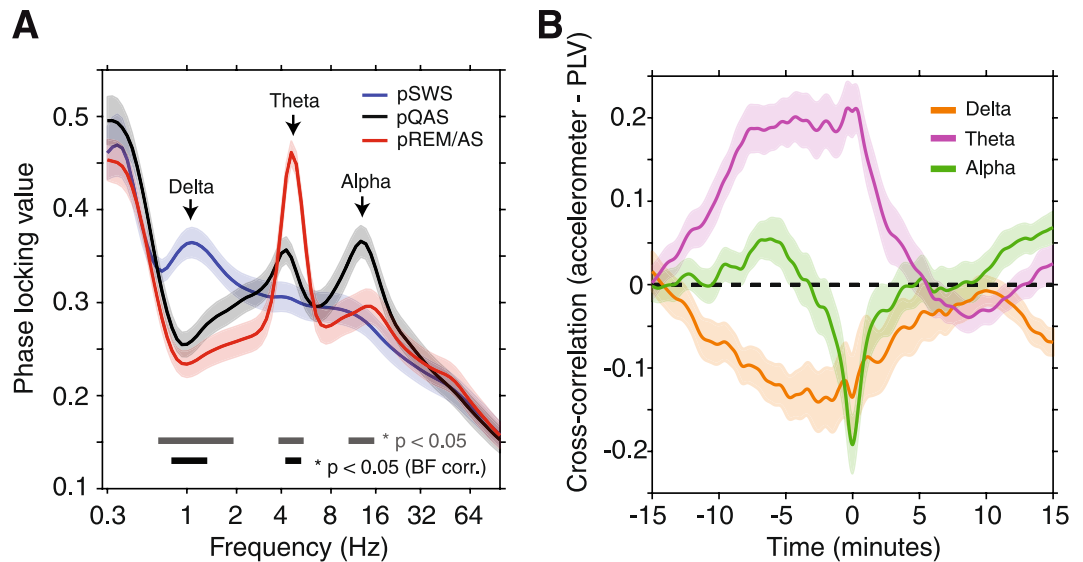 A
Phase locking value
0.5
0.4
0.3
0.2
0.1
Delta
Theta
Alpha
pSWS
pQAS
pREM/AS
* p < 0.05
* p < 0.05 (BF corr.)
0.3 1 2 4 8 16 32 64
Frequency (Hz)
B
Cross-correlation (accelerometer - PLV)
0.2
0.1
0
-0.1
-0.2
Delta
Theta
Alpha
-15 -10 -5 0 5 10 15
Time (minutes)